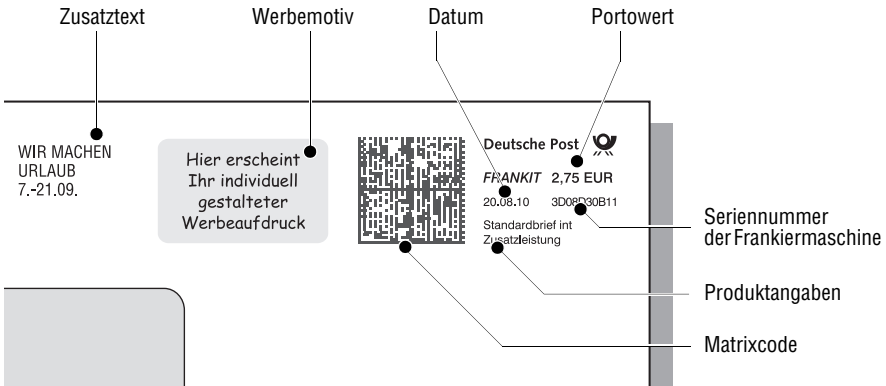 Zusatztext
Werbemotiv
Datum
Portowert
WIR MACHEN
URLAUB
7.-21.09.
Hier erscheint
Ihr individuell
gestalteter
Werbeaufdruck
Deutsche Post
FRANKIT 2,75 EUR
20.08.10 3D08D30B11
Standardbrief int
Zusatzleistung
Seriennummer
der Frankiermaschine
Produktangaben
Matrixcode